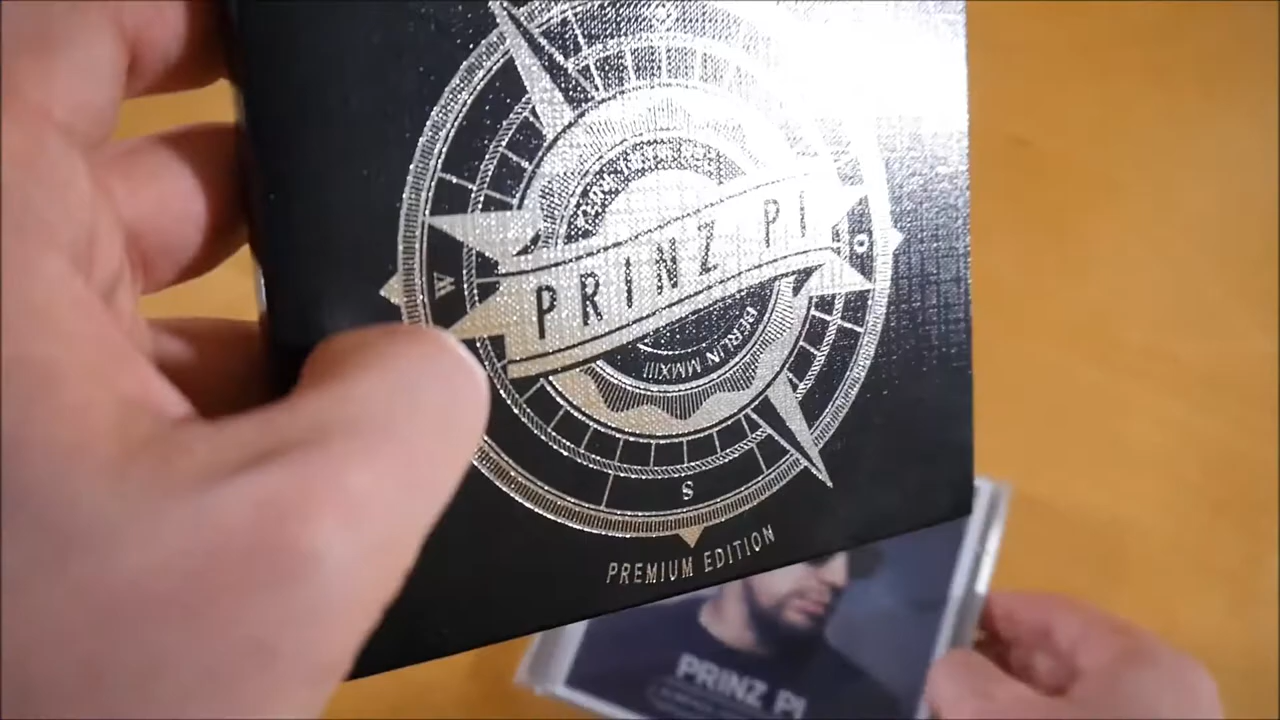 W
O
PRINZ PI
BERLIN MMXIII
S
PREMIUM EDITION
PRINZ PI